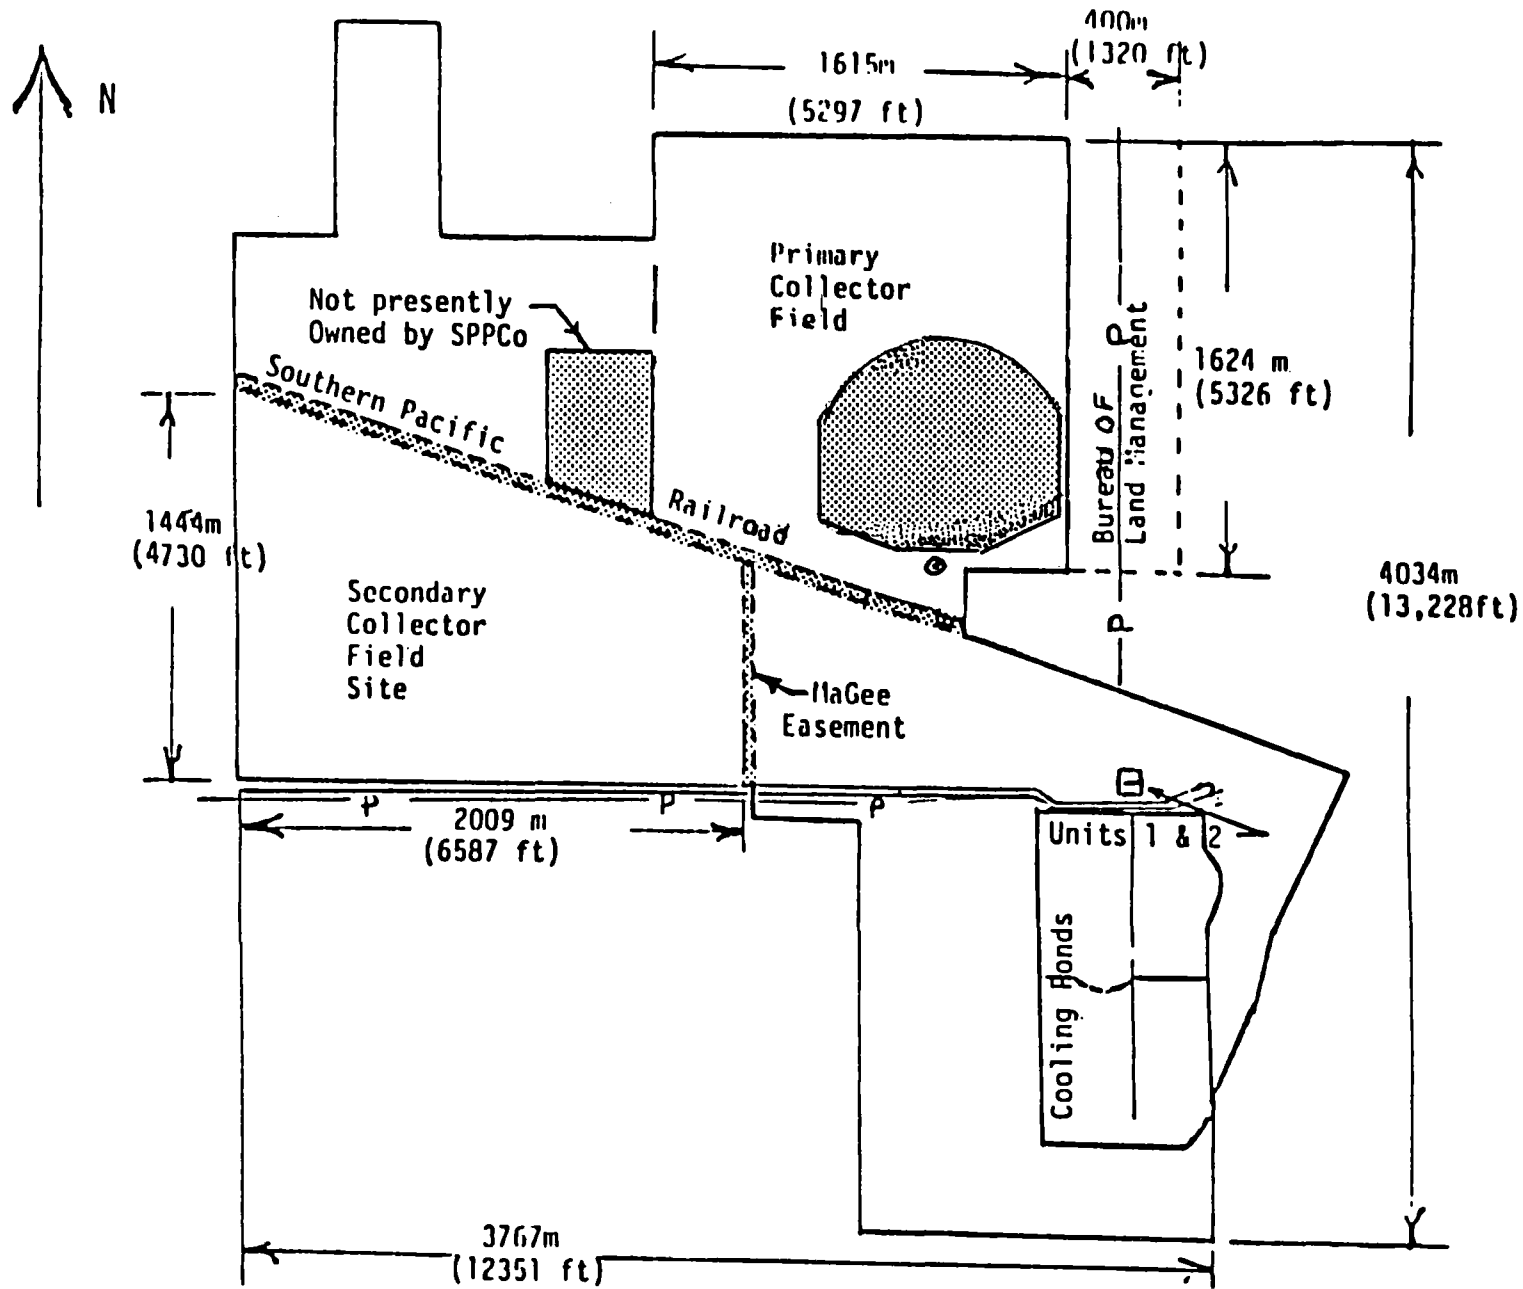 N
400m
(1320 ft)
1615m
(5297 ft)
Primary
Collector
Field
Not presently
Owned by SPPCo
Southern Pacific
Railroad
Bureau OF
Land Management
P
P
1624 m
(5326 ft)
1444m
(4730 ft)
4034m
(13,228ft)
Secondary
Collector
Field
Site
MaGee
Easement
P
P
P
2009 m
(6587 ft)
Units 1 & 2
Cooling Ponds
3767m
(12351 ft)